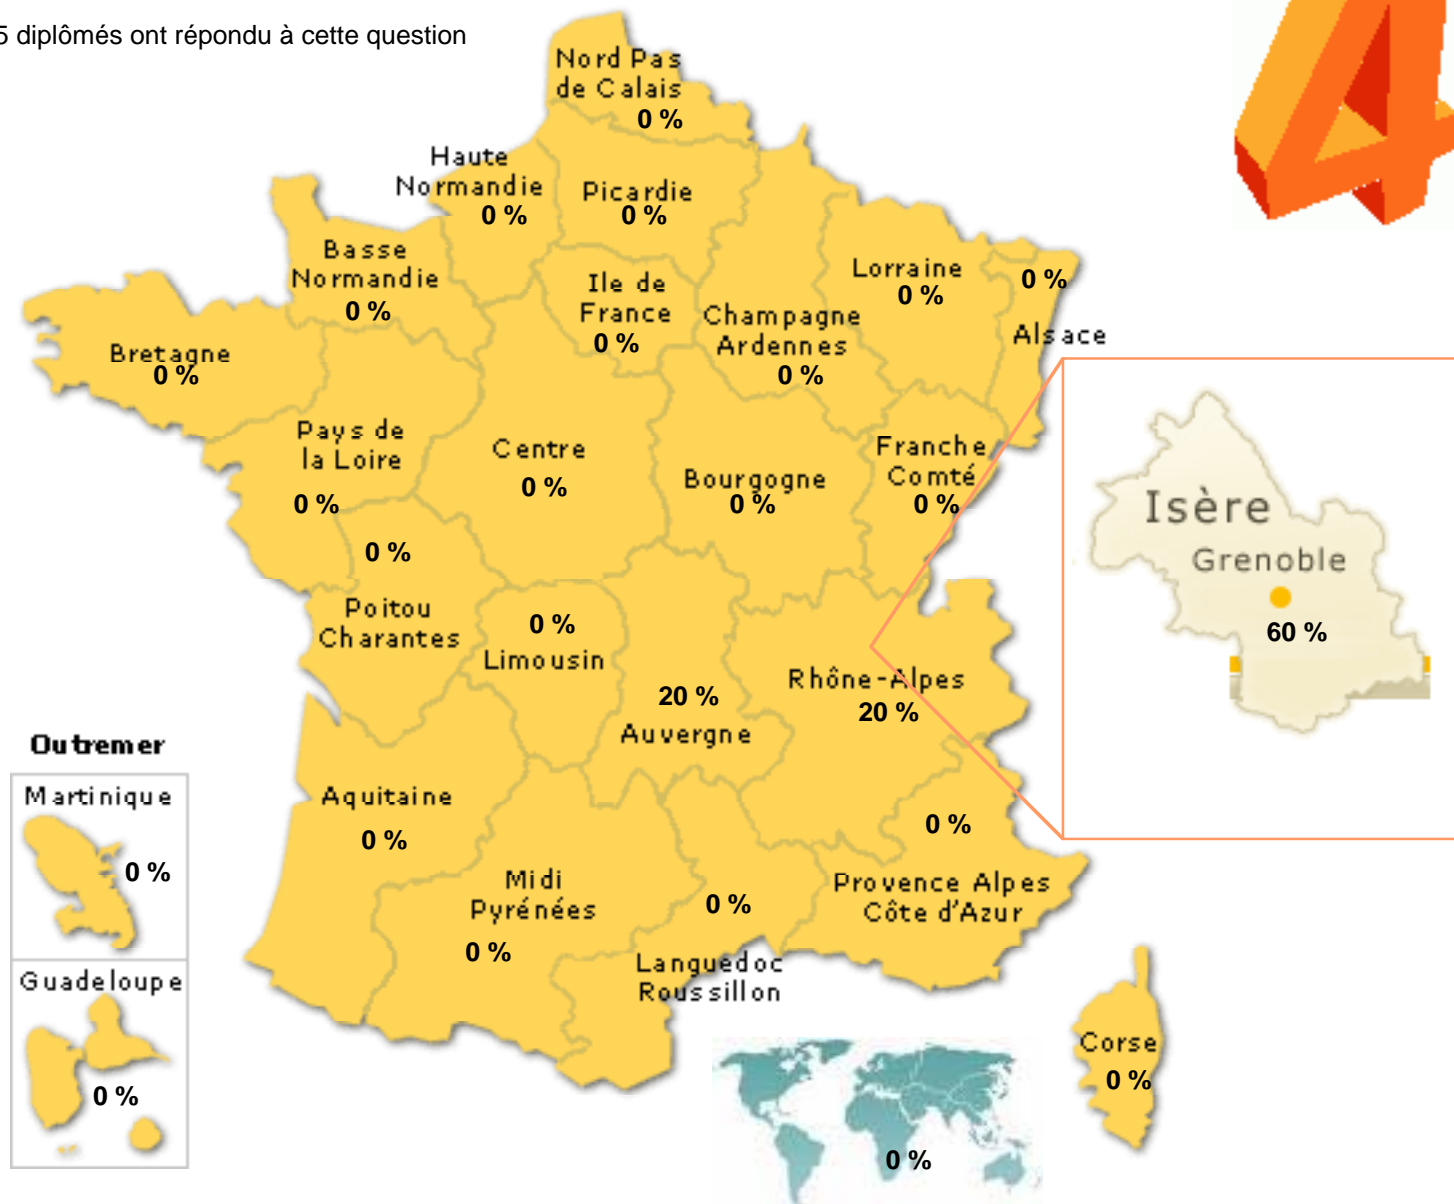 5 diplômés ont répondu à cette question
4
Nord Pas
de Calais
0 %
Haute
Normandie
0 %
Picardie
0 %
Basse
Normandie
0 %
Ile de
France
0 %
Champagne
Ardennes
0 %
Lorraine
0 %
0 %
Alsace
Bretagne
0 %
Pays de
la Loire
0 %
Centre
0 %
Bourgogne
0 %
Franche
Comté
0 %
Isère
Grenoble
60 %
0 %
Poitou
Charantes
0 %
Limousin
20 %
Auvergne
Rhône-Alpes
20 %
Aquitaine
0 %
Midi
Pyrénées
0 %
0 %
Languedoc
Roussillon
0 %
Provence Alpes
Côte d'Azur
Corse
0 %
Outremer
Martinique
0 %
Guadeloupe
0 %
0 %